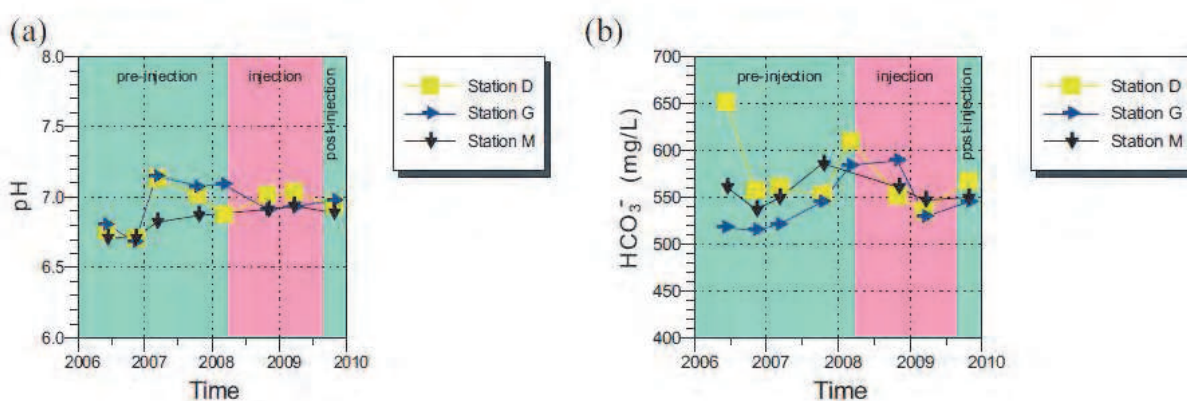 (a)
8.0
7.5
7.0
6.5
6.0
pH
pre-injection
injection
post-injection
2006
2007
2008
2009
2010
Time
Station D
Station G
Station M
(b)
700
650
600
550
500
450
400
HCO₃⁻ (mg/L)
pre-injection
injection
post-injection
2006
2007
2008
2009
2010
Time
Station D
Station G
Station M